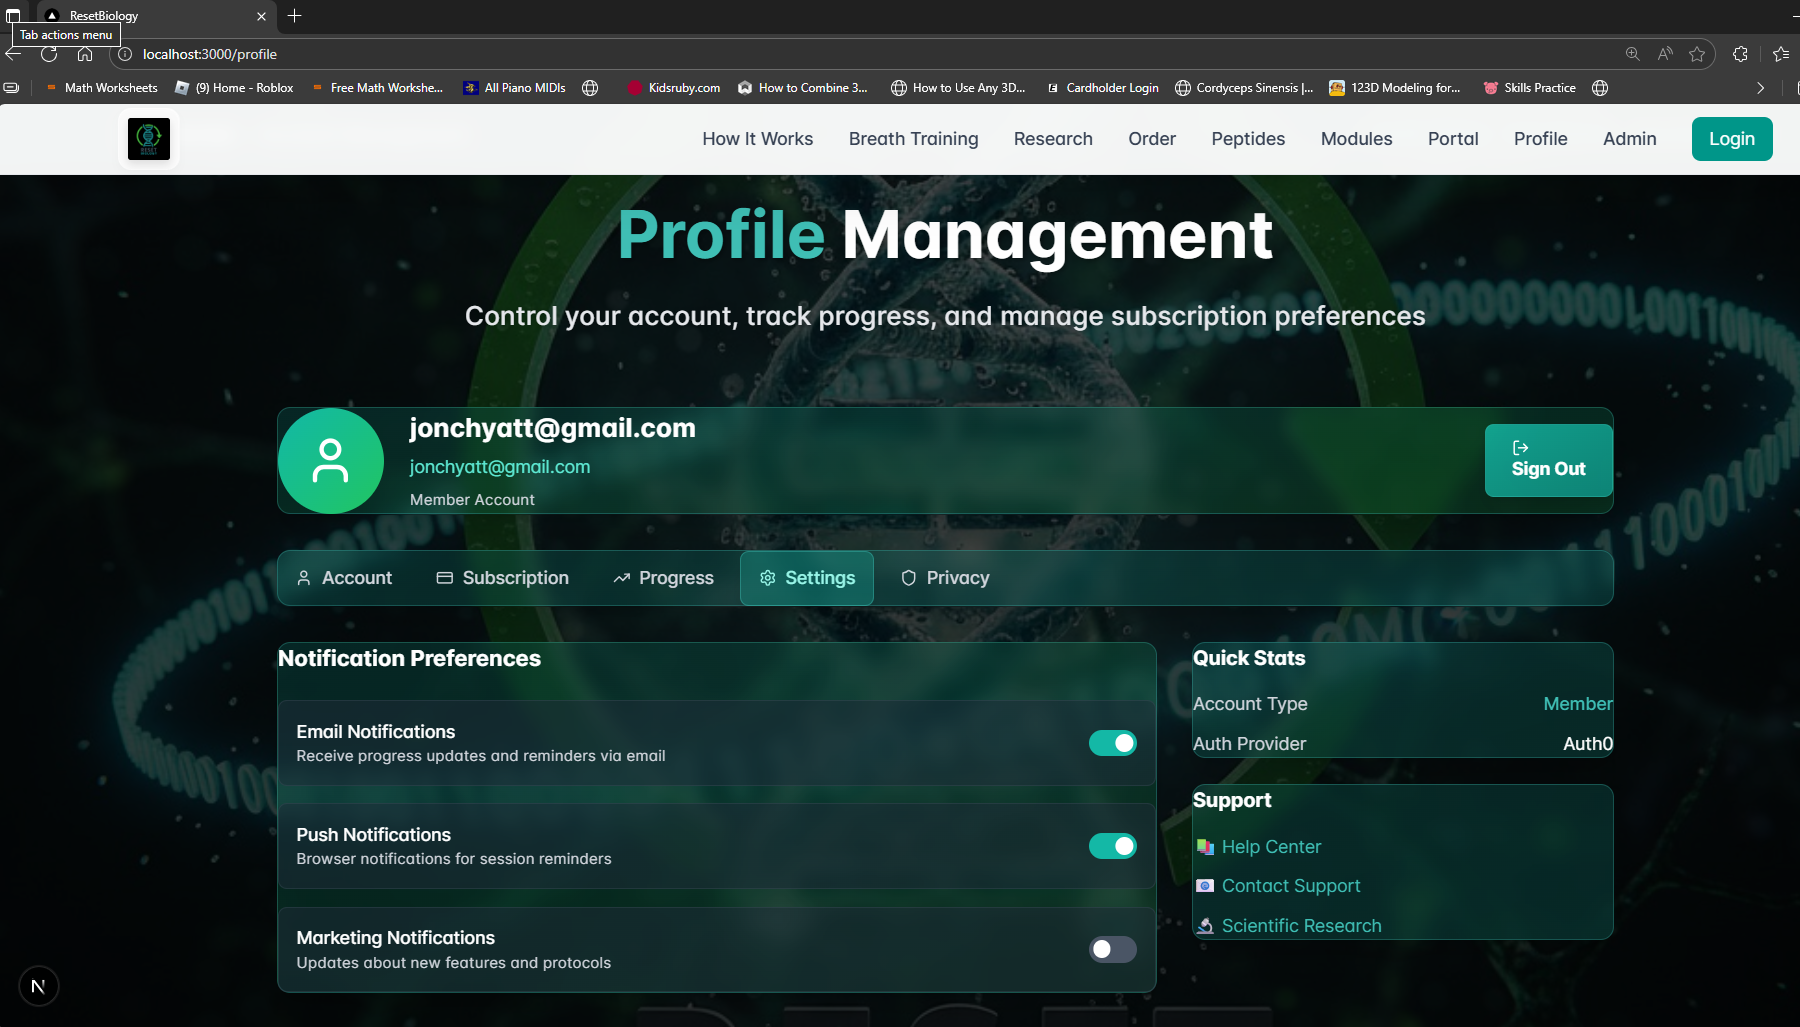 ResetBiology
Tab actions menu
localhost:3000/profile
Math Worksheets
(9) Home - Roblox
Free Math Workshe...
All Piano MIDIs
Kidsruby.com
How to Combine 3...
How to Use Any 3D...
Cardholder Login
Cordyceps Sinensis |...
123D Modeling for...
Skills Practice
How It Works
Breath Training
Research
Order
Peptides
Modules
Portal
Profile
Admin
Login
Profile Management
Control your account, track progress, and manage subscription preferences
jonchyatt@gmail.com
jonchyatt@gmail.com
Member Account
Sign Out
Account
Subscription
Progress
Settings
Privacy
Notification Preferences
Email Notifications
Receive progress updates and reminders via email
Push Notifications
Browser notifications for session reminders
Marketing Notifications
Updates about new features and protocols
Quick Stats
Account Type
Member
Auth Provider
Auth0
Support
Help Center
Contact Support
Scientific Research
N